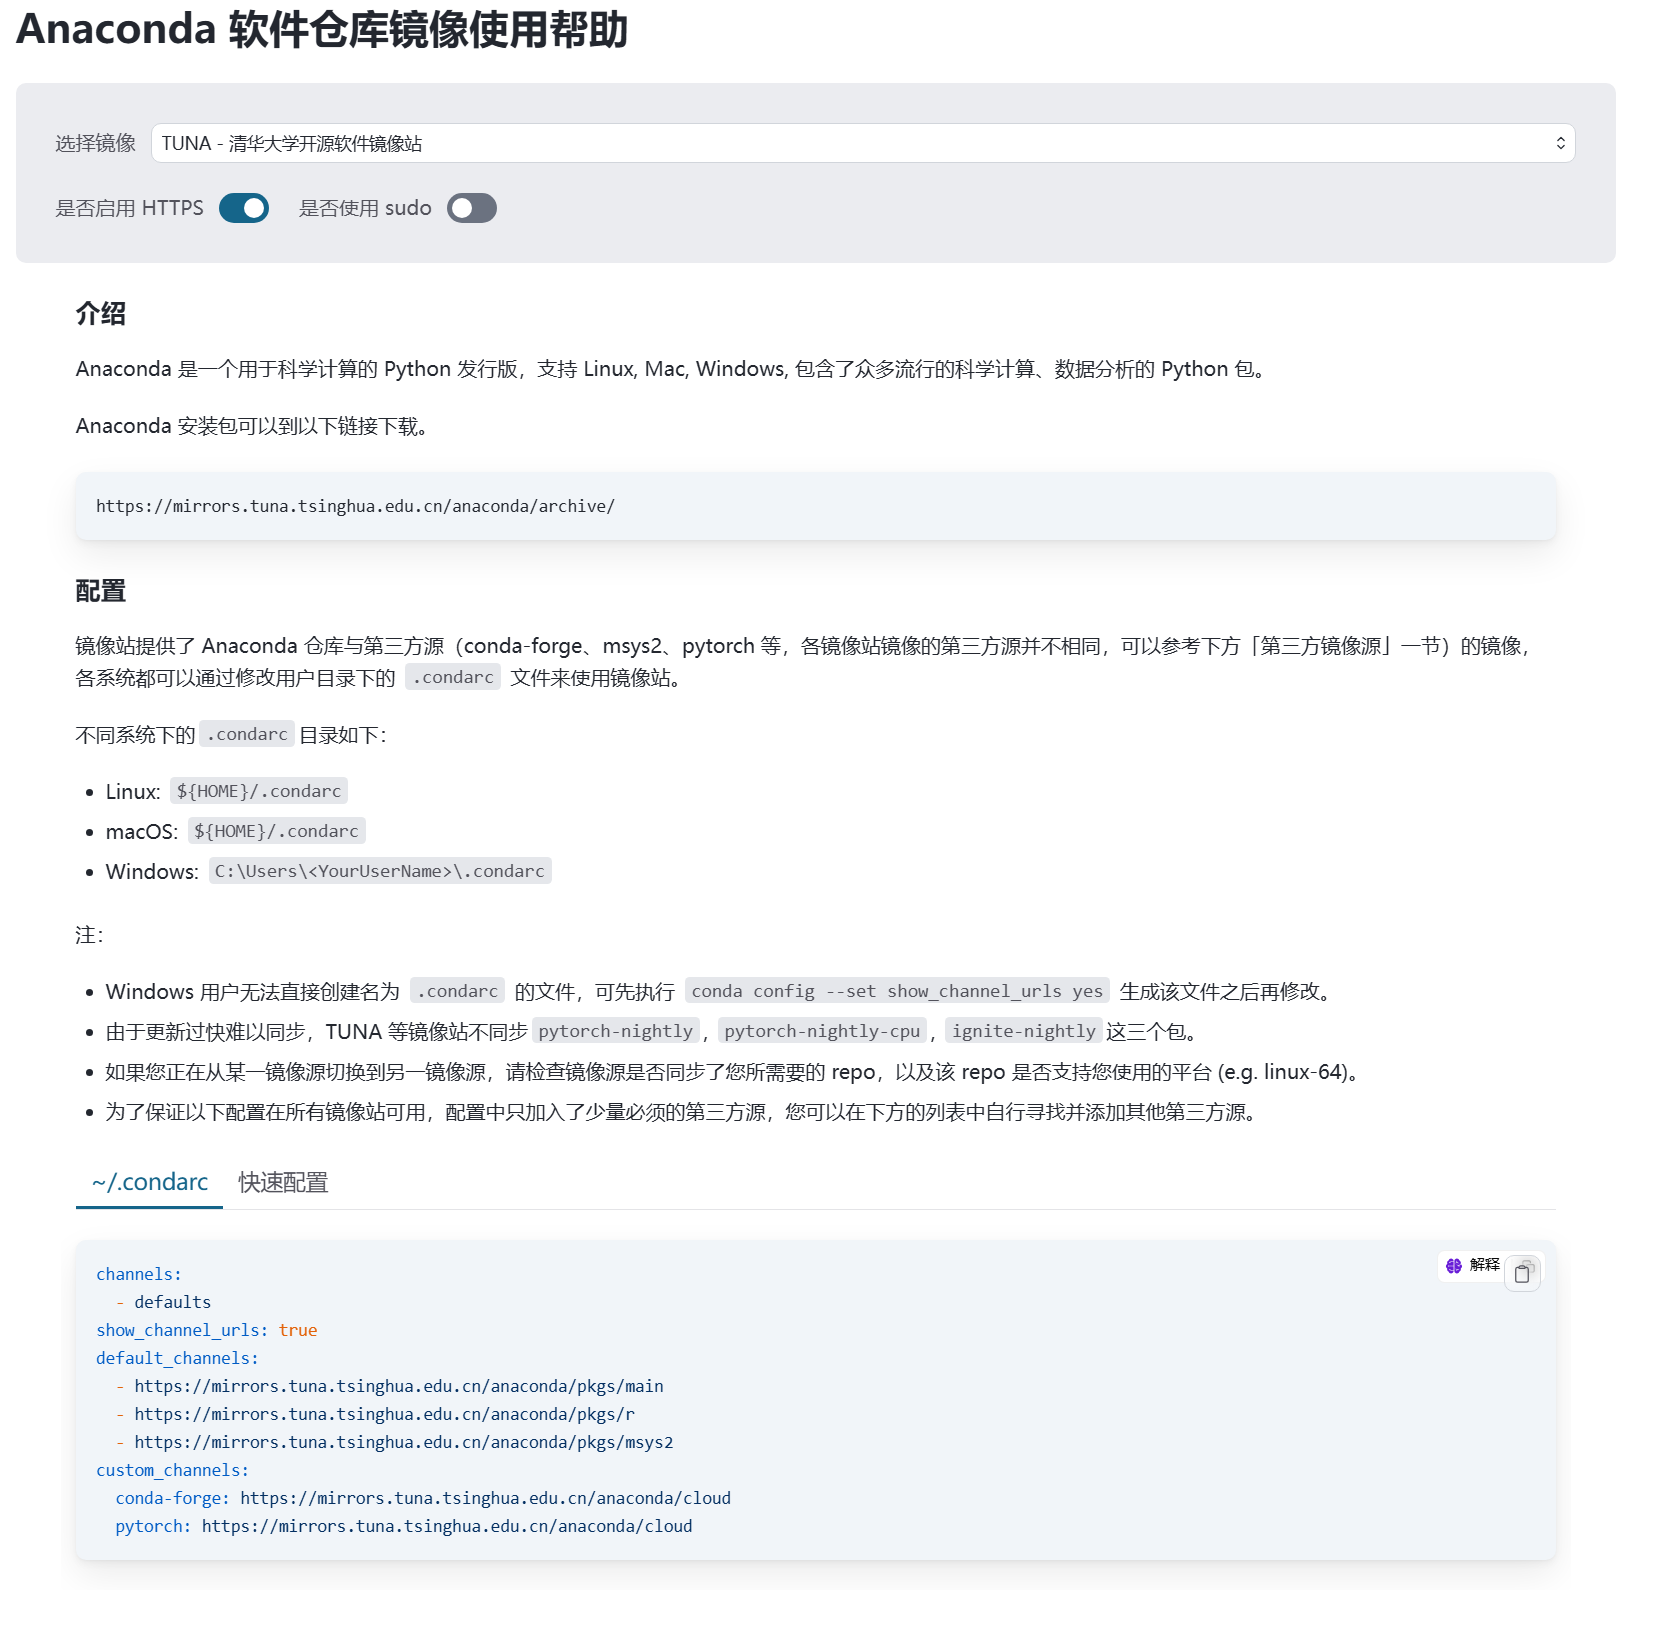 Anaconda 软件仓库镜像使用帮助
选择镜像 TUNA - 清华大学开源软件镜像站
是否启用 HTTPS 是否使用 sudo
介绍
Anaconda 是一个用于科学计算的 Python 发行版，支持 Linux, Mac, Windows, 包含了众多流行的科学计算、数据分析的 Python 包。
Anaconda 安装包可以到以下链接下载。
https://mirrors.tuna.tsinghua.edu.cn/anaconda/archive/
配置
镜像站提供了 Anaconda 仓库与第三方源（conda-forge、msys2、pytorch 等，各镜像站镜像的第三方源并不相同，可以参考下方「第三方镜像源」一节）的镜像，
各系统都可以通过修改用户目录下的 .condarc 文件来使用镜像站。
不同系统下的 .condarc 目录如下：
• Linux: ${HOME}/.condarc
• macOS: ${HOME}/.condarc
• Windows: C:\Users\<YourUserName>\.condarc
注：
• Windows 用户无法直接创建名为 .condarc 的文件，可先执行 conda config --set show_channel_urls yes 生成该文件之后再修改。
• 由于更新过快难以同步，TUNA 等镜像站不同步 pytorch-nightly，pytorch-nightly-cpu，ignite-nightly 这三个包。
• 如果您正在从某一镜像源切换到另一镜像源，请检查镜像源是否同步了您所需要的 repo，以及该 repo 是否支持您使用的平台 (e.g. linux-64)。
• 为了保证以下配置在所有镜像站可用，配置中只加入了少量必须的第三方源，您可以在下方的列表中自行寻找并添加其他第三方源。
~/.condarc 快速配置
解释
channels:
  - defaults
show_channel_urls: true
default_channels:
  - https://mirrors.tuna.tsinghua.edu.cn/anaconda/pkgs/main
  - https://mirrors.tuna.tsinghua.edu.cn/anaconda/pkgs/r
  - https://mirrors.tuna.tsinghua.edu.cn/anaconda/pkgs/msys2
custom_channels:
  conda-forge: https://mirrors.tuna.tsinghua.edu.cn/anaconda/cloud
  pytorch: https://mirrors.tuna.tsinghua.edu.cn/anaconda/cloud